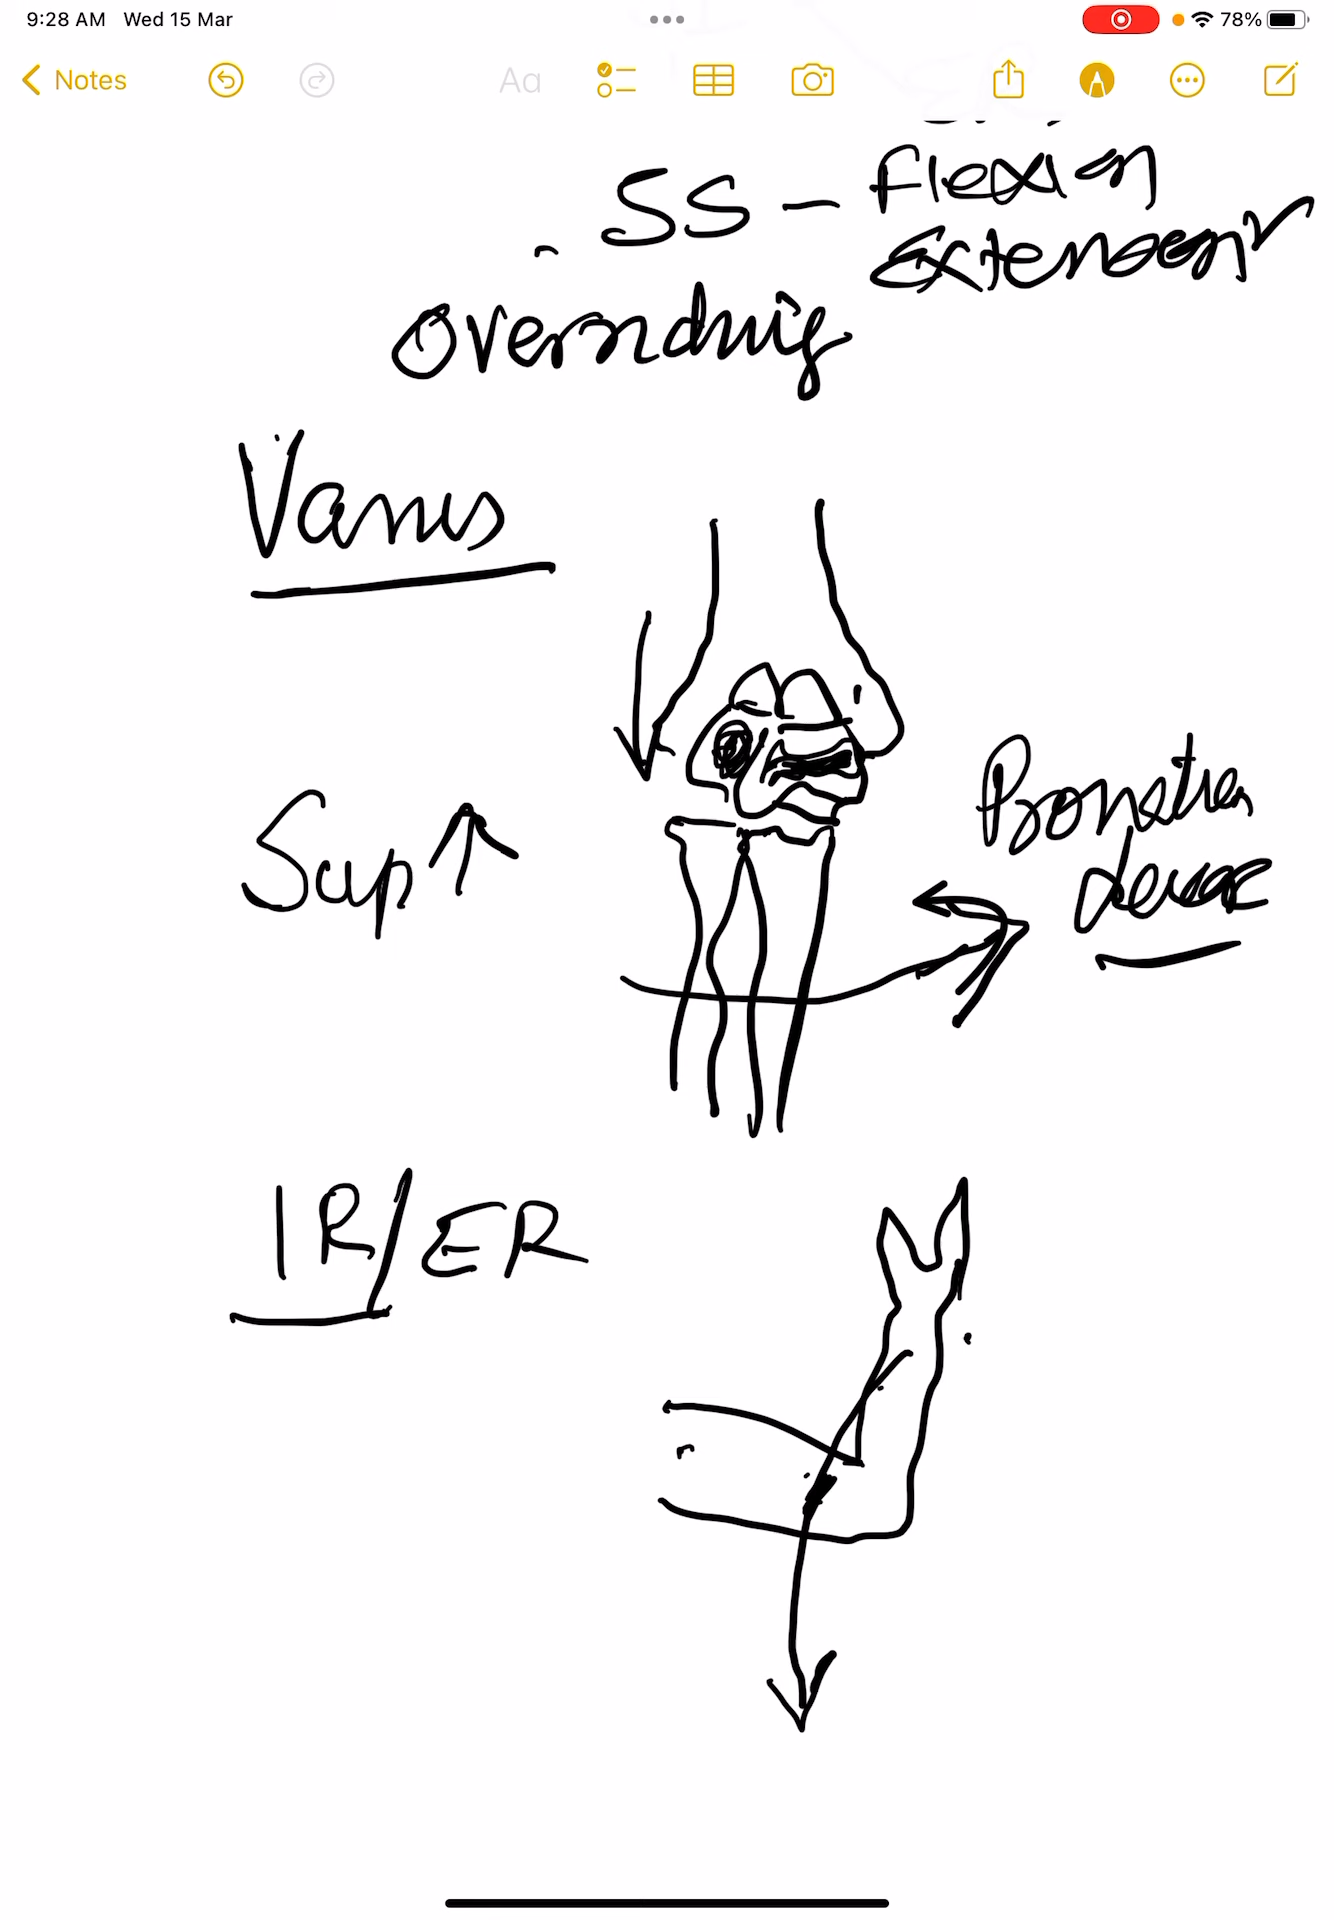 9:28 AM Wed 15 Mar
78%
Notes
Aa
SS - Flexion
extension
Overriding
Varus
Sup ↑
Pronation
IR/ER